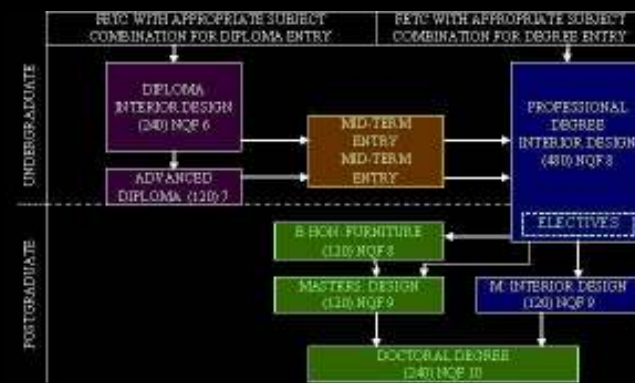 FETC WITH APPROPRIATE SUBJECT
COMBINATION FOR DIPLOMA ENTRY
FETC WITH APPROPRIATE SUBJECT
COMBINATION FOR DEGREE ENTRY
UNDERGRADUATE
DIPLOMA
INTERIOR DESIGN
(240) NQF 6
ADVANCED
DIPLOMA (120) 7
MID-TERM
ENTRY
MID-TERM
ENTRY
PROFESSIONAL
DEGREE
INTERIOR DESIGN
(480) NQF 8
ELECTIVES
POSTGRADUATE
B HON. FURNITURE
(120) NQF 8
MASTERS: DESIGN
(120) NQF 9
M: INTERIOR DESIGN
(120) NQF 9
DOCTORAL DEGREE
(240) NQF 10